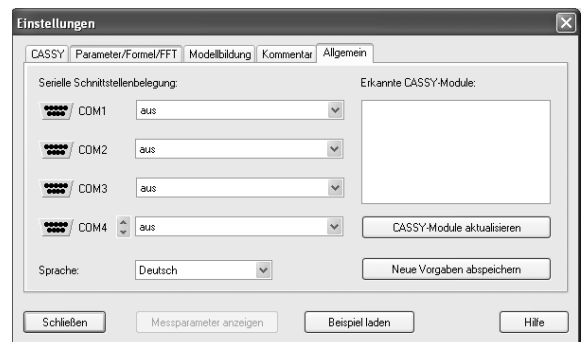 Einstellungen
CASSY Parameter/Formel/FFT Modellbildung Kommentar Allgemein
Serielle Schnittstellenbelegung:
Erkannte CASSY-Module:
COM1 aus
COM2 aus
COM3 aus
COM4 aus
CASSY-Module aktualisieren
Sprache: Deutsch
Neue Vorgaben abspeichern
Schließen Messparameter anzeigen Beispiel laden Hilfe